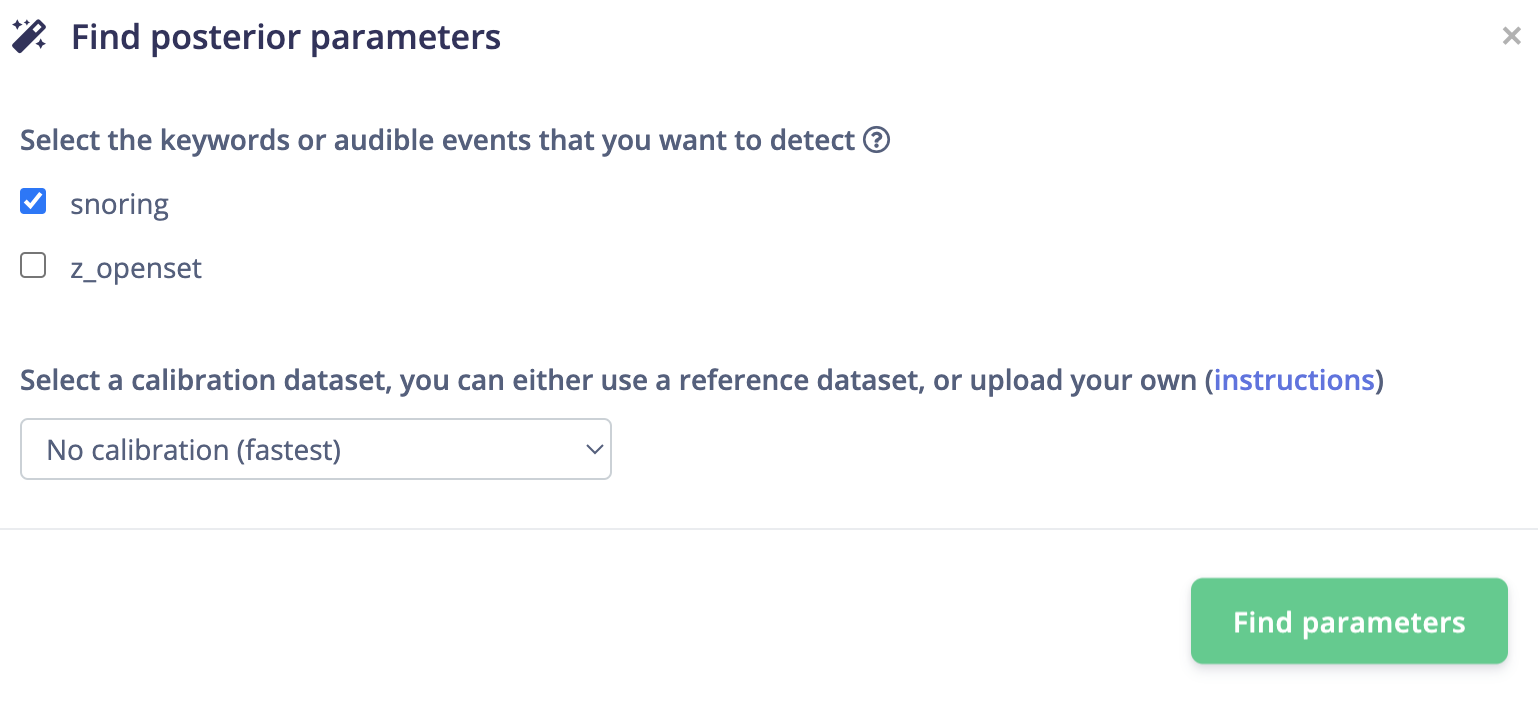 Find posterior parameters
Select the keywords or audible events that you want to detect
snoring
z_openset
Select a calibration dataset, you can either use a reference dataset, or upload your own (instructions)
No calibration (fastest)
Find parameters